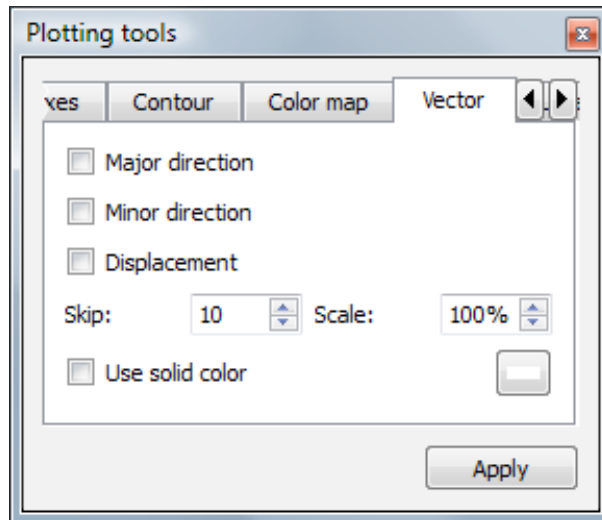 Plotting tools
xes Contour Color map Vector
Major direction
Minor direction
Displacement
Skip: 10 Scale: 100%
Use solid color
Apply